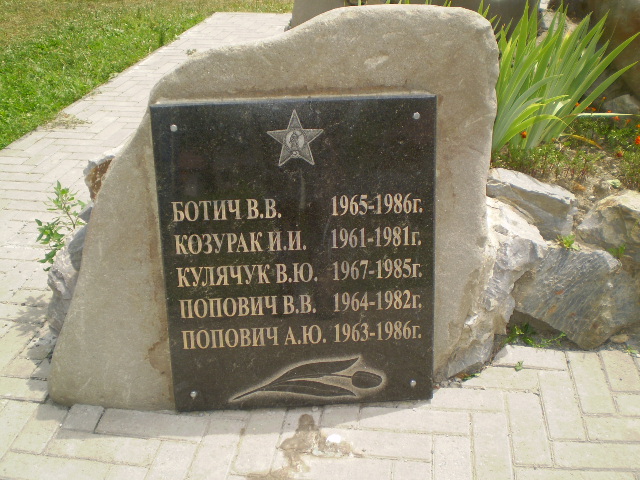 БОТИЧ В.В. 1965-1986г.
КОЗУРАК И.И. 1961-1981г.
КУЛЯЧУК В.Ю. 1967-1985г.
ПОПОВИЧ В.В. 1964-1982г.
ПОПОВИЧ А.Ю. 1963-1986г.